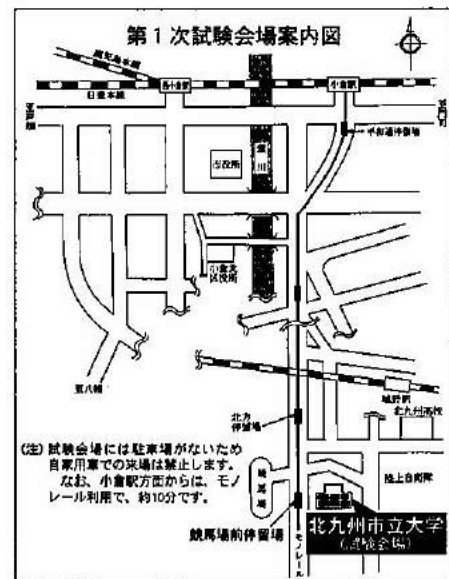 第１次試験会場案内図
鹿児島本線
日豊本線
西小倉駅
小倉駅
平和通停留場
市役所
紫川
小倉北
区役所
至八幡
城野駅
北九州高校
北方
停留場
(注) 試験会場には駐車場がないため
自家用車での来場は禁止します。
なお、小倉駅方面からは、モノ
レール利用で、約10分です。
競馬場
陸上自衛隊
競馬場前停留場
北九州市立大学
(試験会場)
モノレール